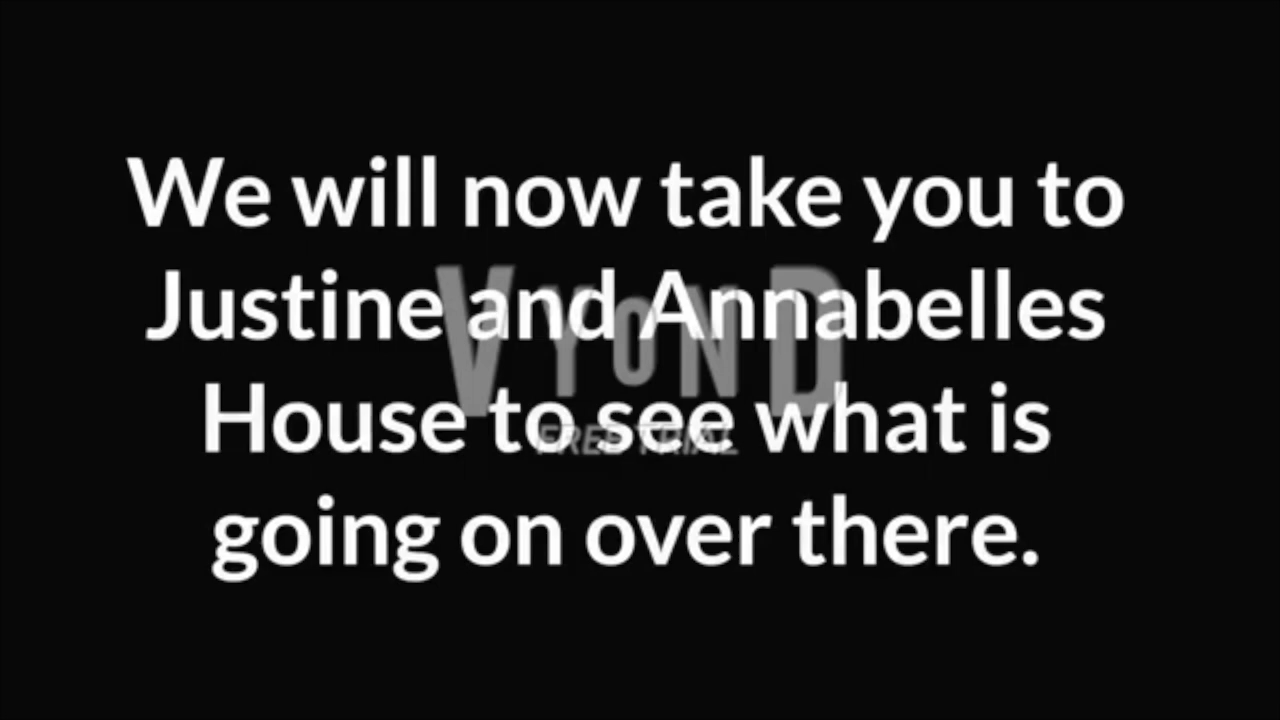 We will now take you to
Justine and Annabelles
VYOND
House to see what is
FREE TRIAL
going on over there.